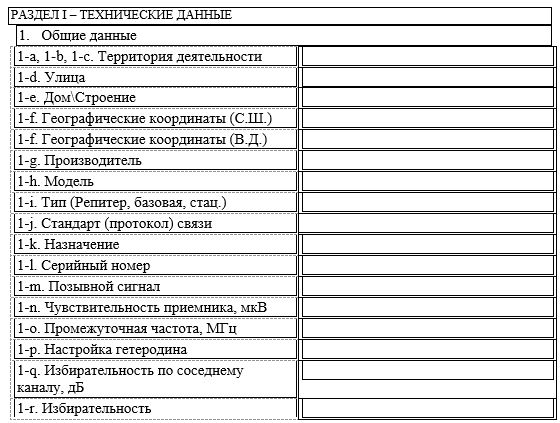 РАЗДЕЛ I – ТЕХНИЧЕСКИЕ ДАННЫЕ
1. Общие данные
1-a, 1-b, 1-c. Территория деятельности
1-d. Улица
1-e. Дом\Строение
1-f. Географические координаты (С.Ш.)
1-f. Географические координаты (В.Д.)
1-g. Производитель
1-h. Модель
1-i. Тип (Репитер, базовая, стац.)
1-j. Стандарт (протокол) связи
1-k. Назначение
1-l. Серийный номер
1-m. Позывной сигнал
1-n. Чувствительность приемника, мкВ
1-o. Промежуточная частота, МГц
1-p. Настройка гетеродина
1-q. Избирательность по соседнему
каналу, дБ
1-r. Избирательность